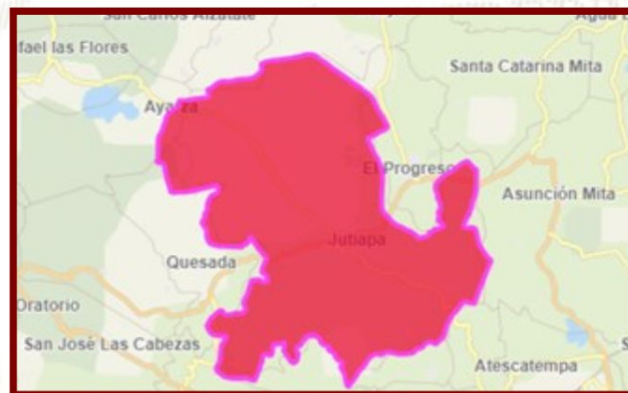 San Carlos Alzatate
Agua
fael las Flores
Santa Catarina Mita
Ayarza
El Progreso
Asunción Mita
Jutiapa
Quesada
Oratorio
San José Las Cabezas
Atescatempa
S